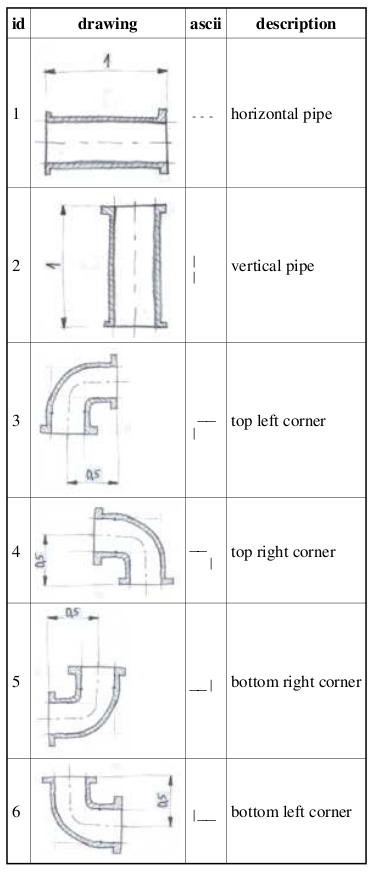 id drawing ascii description
1 1 --- horizontal pipe
2 1 | | vertical pipe
3 0,5 __ | top left corner
4 0,5 __ | top right corner
5 0,5 __| bottom right corner
6 0,5 |__ bottom left corner